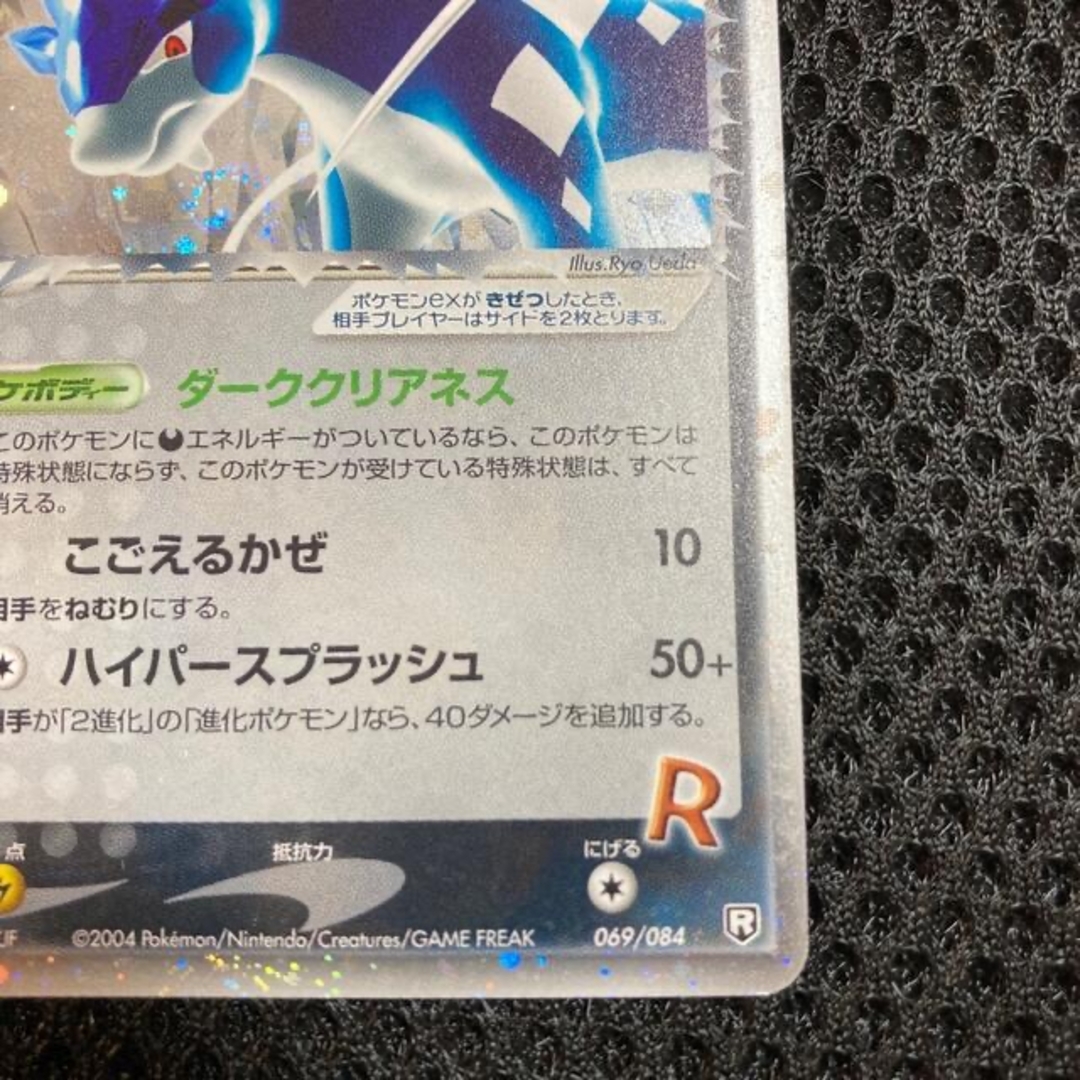 Illus.Ryo Ueda
ポケモンexが きぜつしたとき、
相手プレイヤーはサイドを2枚とります。
ケボディー ダーククリアネス
このポケモンにエネルギーがついているなら、このポケモンは
特殊状態にならず、このポケモンが受けている特殊状態は、すべて
消える。
こごえるかぜ 10
相手をねむりにする。
ハイパースプラッシュ 50+
相手が「2進化」の「進化ポケモン」なら、40ダメージを追加する。
R
点 抵抗力 にげる
©2004 Pokémon/Nintendo/Creatures/GAME FREAK 069/084 R